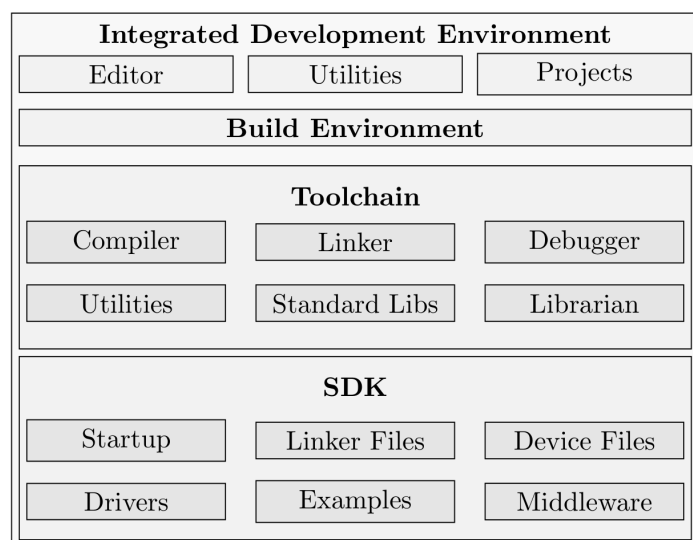 Integrated Development Environment
Editor Utilities Projects
Build Environment
Toolchain
Compiler Linker Debugger
Utilities Standard Libs Librarian
SDK
Startup Linker Files Device Files
Drivers Examples Middleware